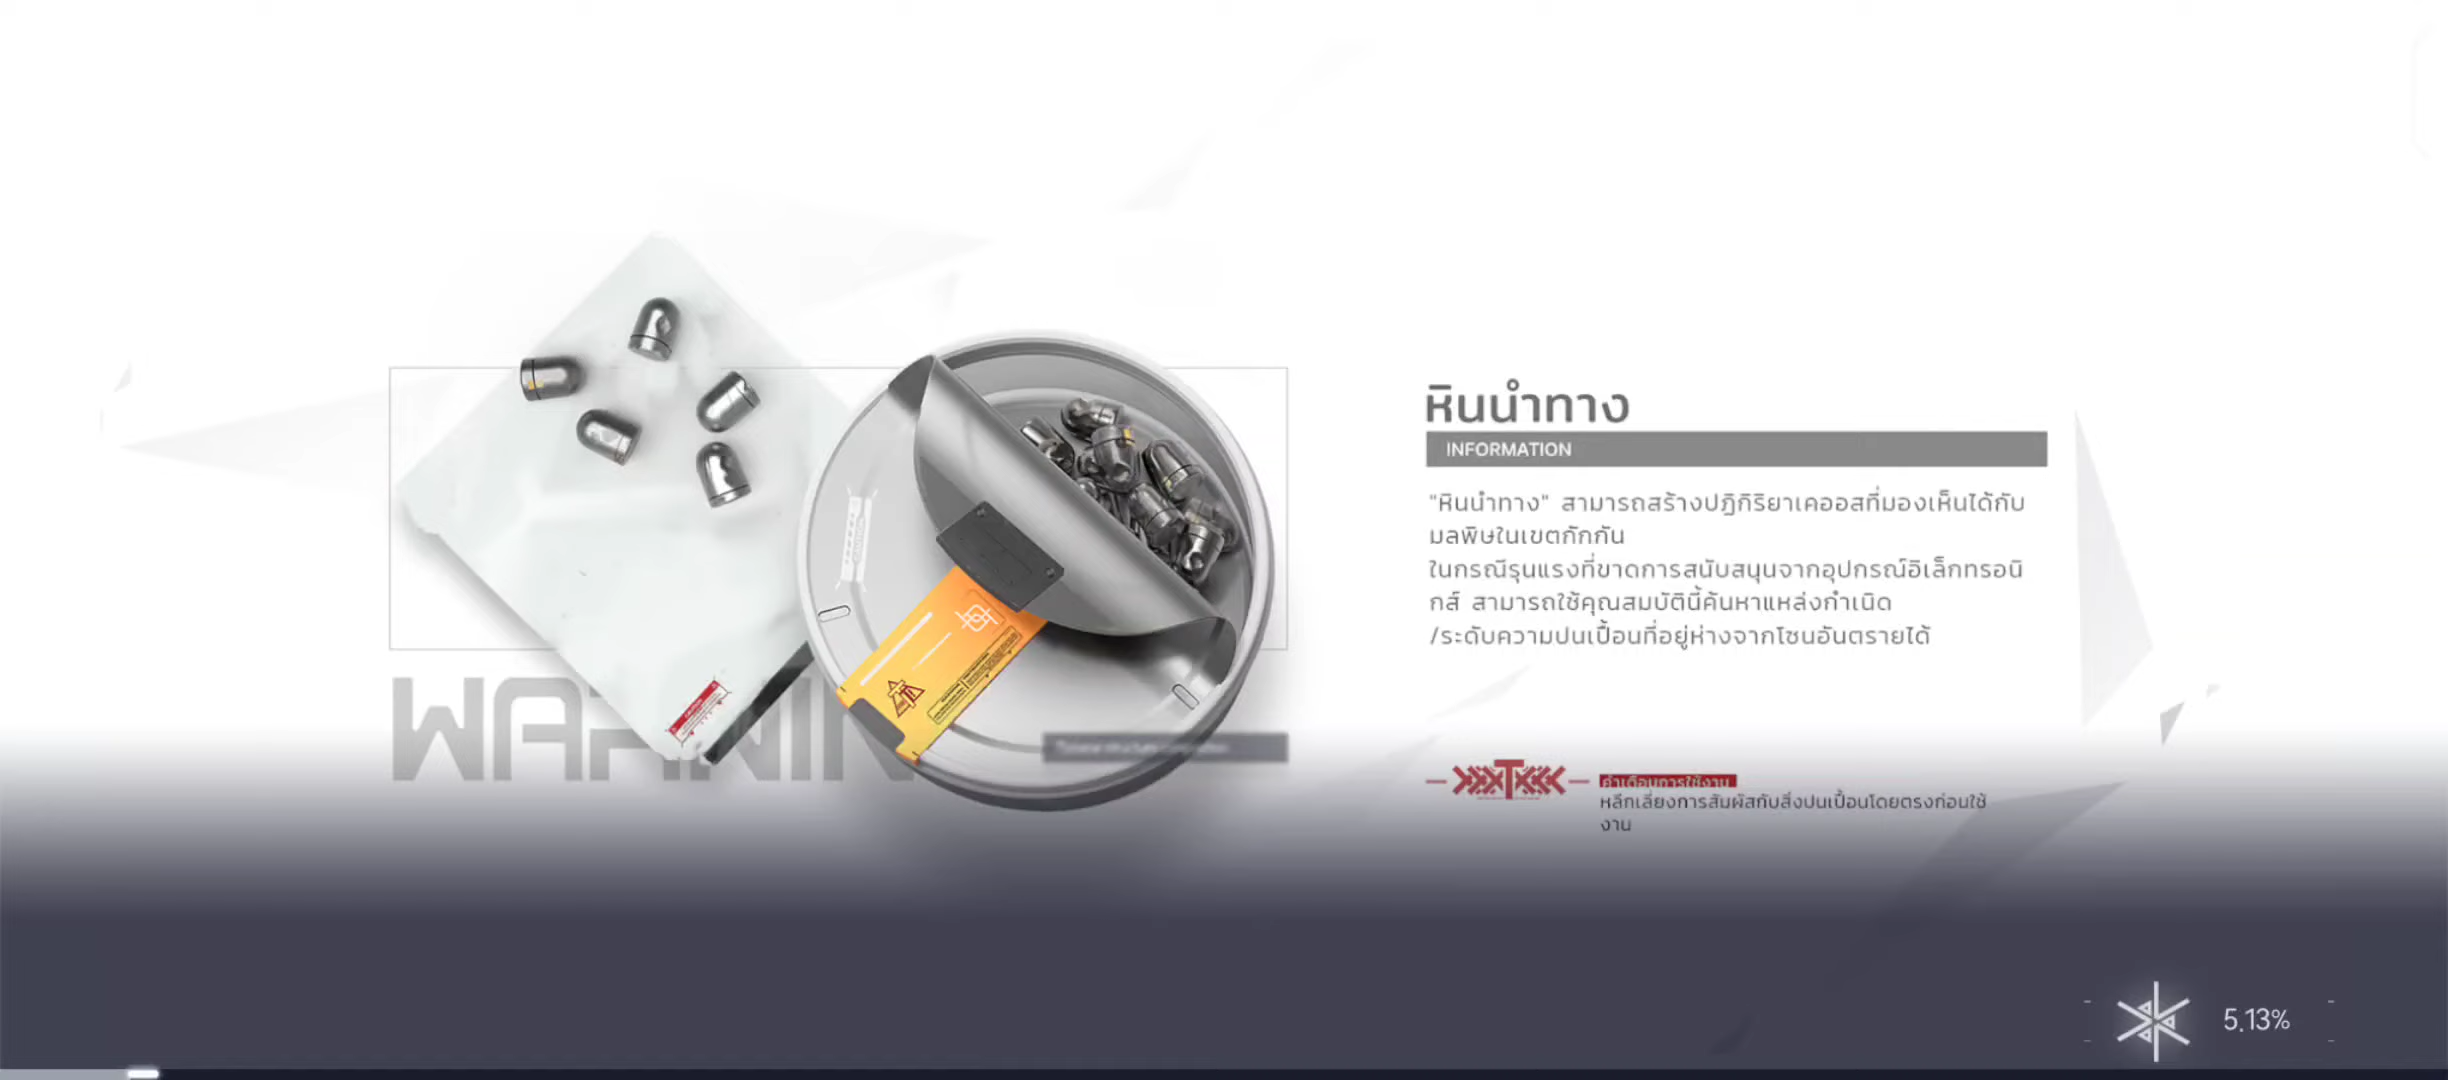 หินนำทาง
INFORMATION
"หินนำทาง" สามารถสร้างปฏิกิริยาเคออสที่มองเห็นได้กับ
มลพิษในเขตกักกัน
ในกรณีรุนแรงที่ขาดการสนับสนุนจากอุปกรณ์อิเล็กทรอนิ
กส์ สามารถใช้คุณสมบัตินี้ค้นหาแหล่งกำเนิด
/ระดับความปนเปื้อนที่อยู่ห่างจากโซนอันตรายได้
คำเตือนการใช้งาน
หลีกเลี่ยงการสัมผัสกับสิ่งปนเปื้อนโดยตรงก่อนใช้
งาน
5.13%